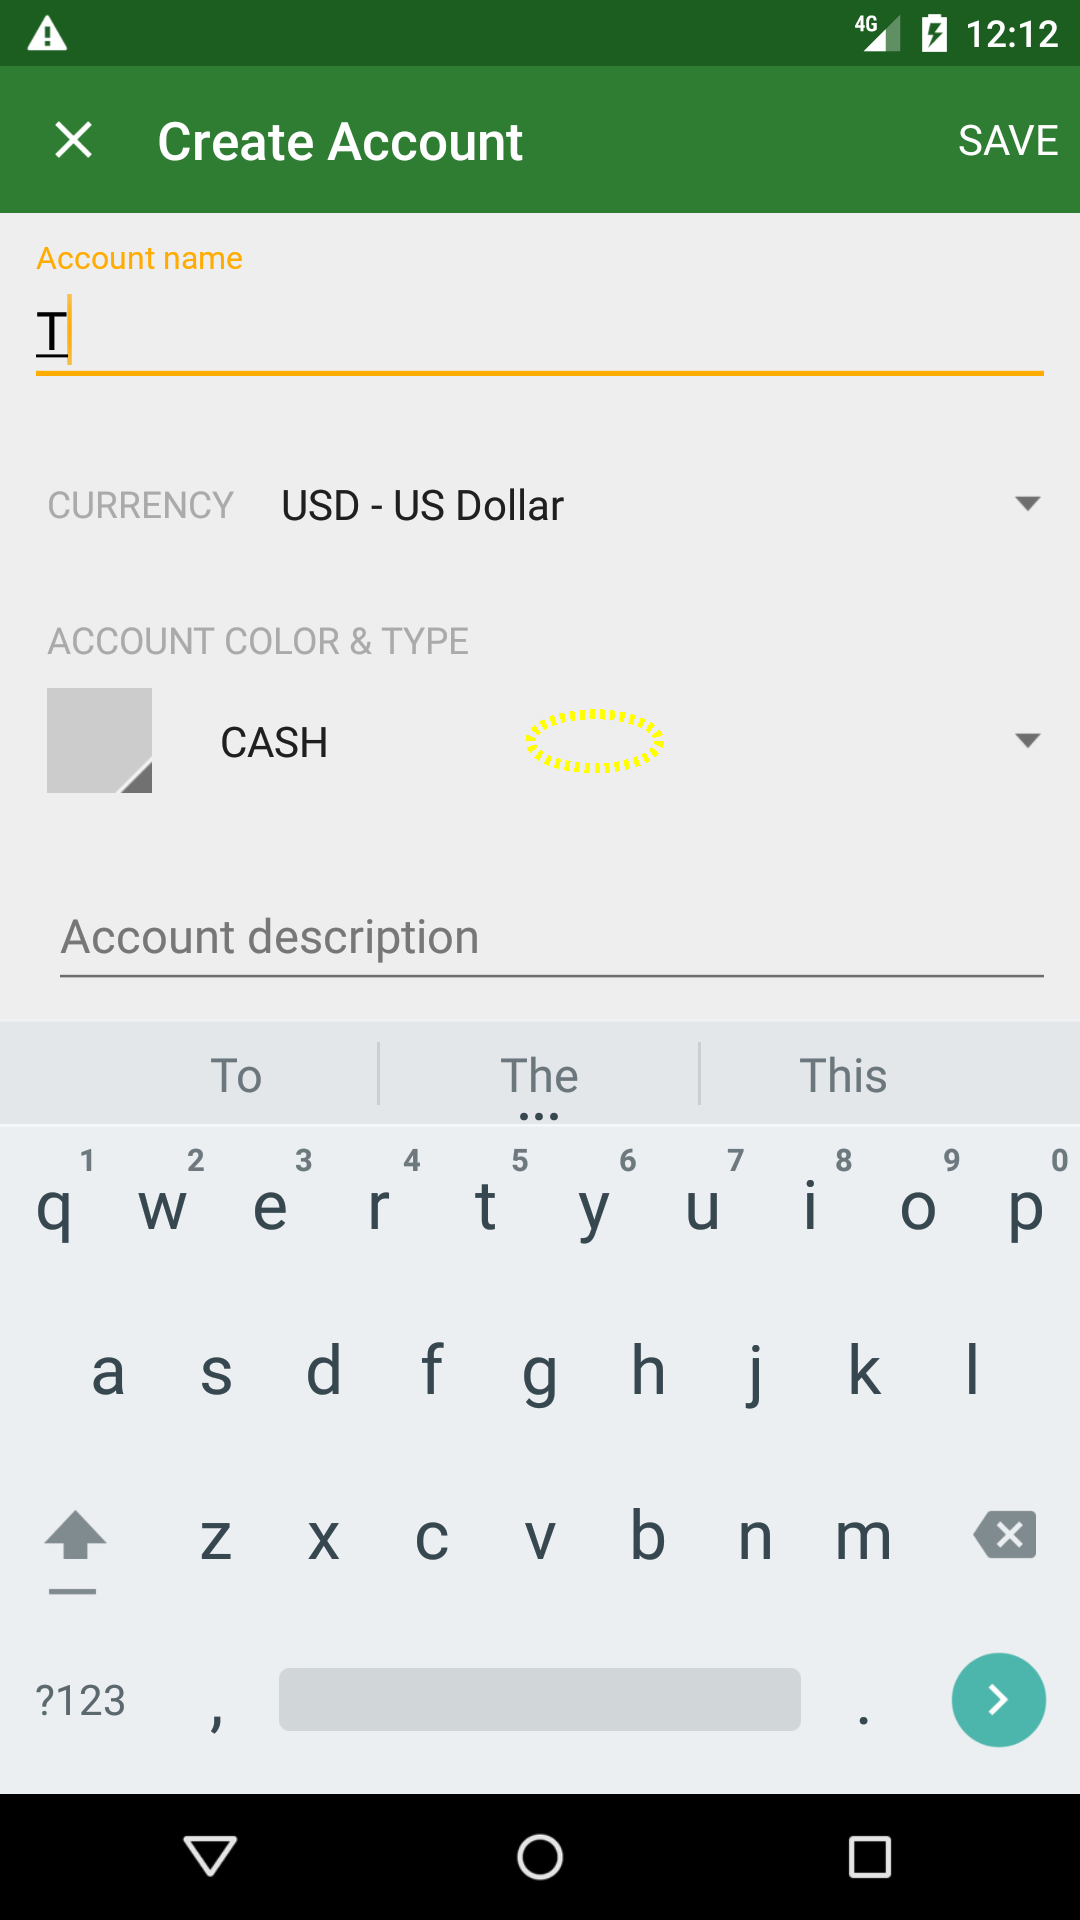 4G 12:12
Create Account SAVE
Account name
T
CURRENCY USD - US Dollar
ACCOUNT COLOR & TYPE
CASH
Account description
To The This
1 2 3 4 5 6 7 8 9 0
q w e r t y u i o p
a s d f g h j k l
z x c v b n m
?123 , .